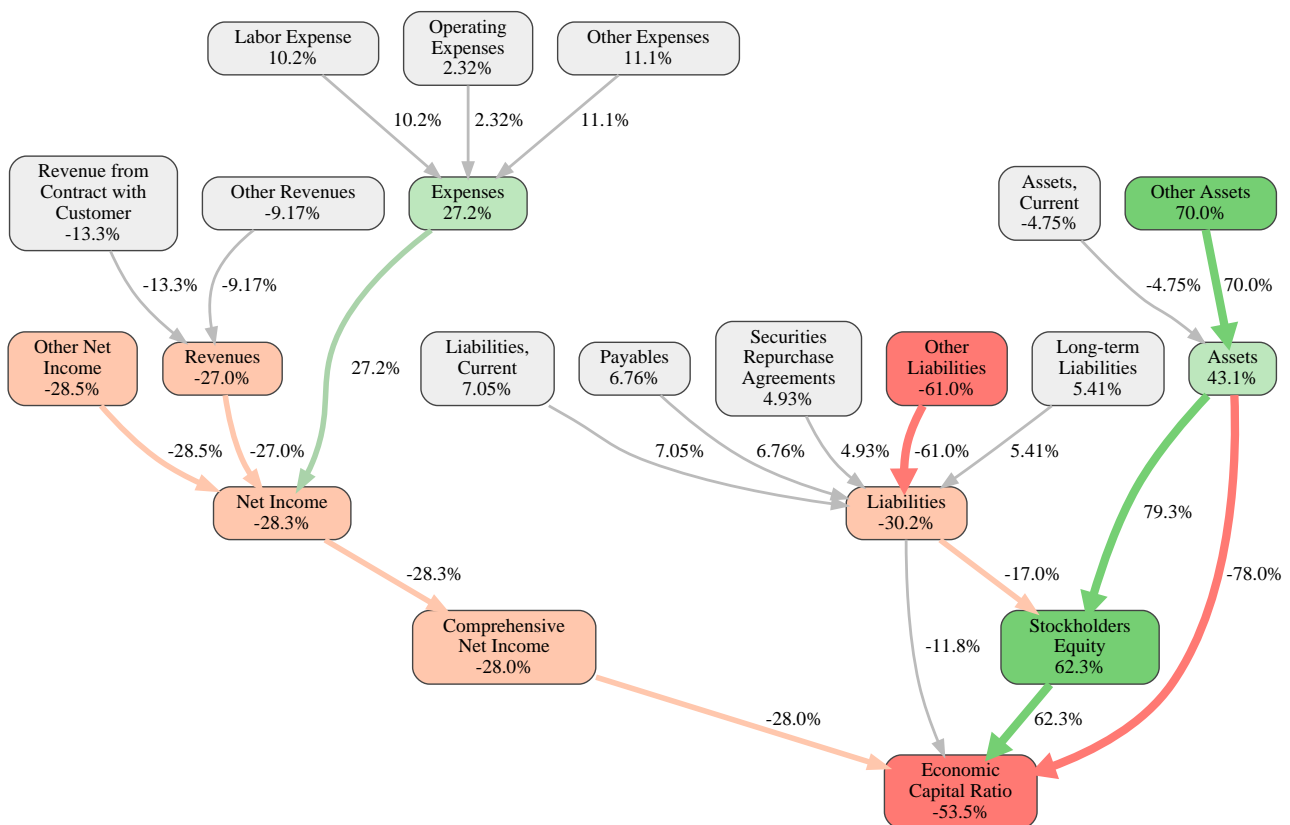 Labor Expense
10.2%
Operating
Expenses
2.32%
Other Expenses
11.1%
10.2%
2.32%
11.1%
Revenue from
Contract with
Customer
-13.3%
Other Revenues
-9.17%
Expenses
27.2%
Assets,
Current
-4.75%
Other Assets
70.0%
-13.3%
-9.17%
-4.75%
70.0%
Other Net
Income
-28.5%
Revenues
-27.0%
27.2%
Liabilities,
Current
7.05%
Payables
6.76%
Securities
Repurchase
Agreements
4.93%
Other
Liabilities
-61.0%
Long-term
Liabilities
5.41%
Assets
43.1%
-28.5%
-27.0%
7.05%
6.76%
4.93%
-61.0%
5.41%
Net Income
-28.3%
Liabilities
-30.2%
79.3%
-28.3%
-17.0%
-78.0%
Comprehensive
Net Income
-28.0%
-11.8%
Stockholders
Equity
62.3%
-28.0%
62.3%
Economic
Capital Ratio
-53.5%